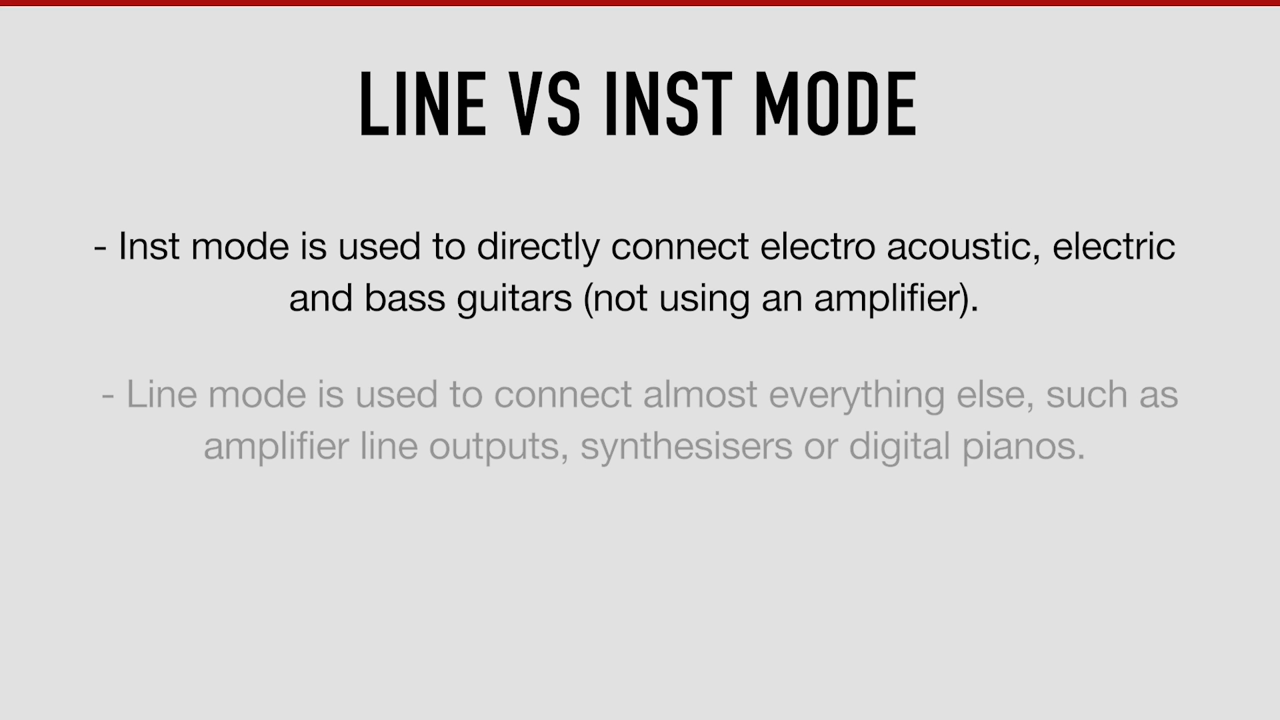 LINE VS INST MODE
- Inst mode is used to directly connect electro acoustic, electric
and bass guitars (not using an amplifier).
- Line mode is used to connect almost everything else, such as
amplifier line outputs, synthesisers or digital pianos.